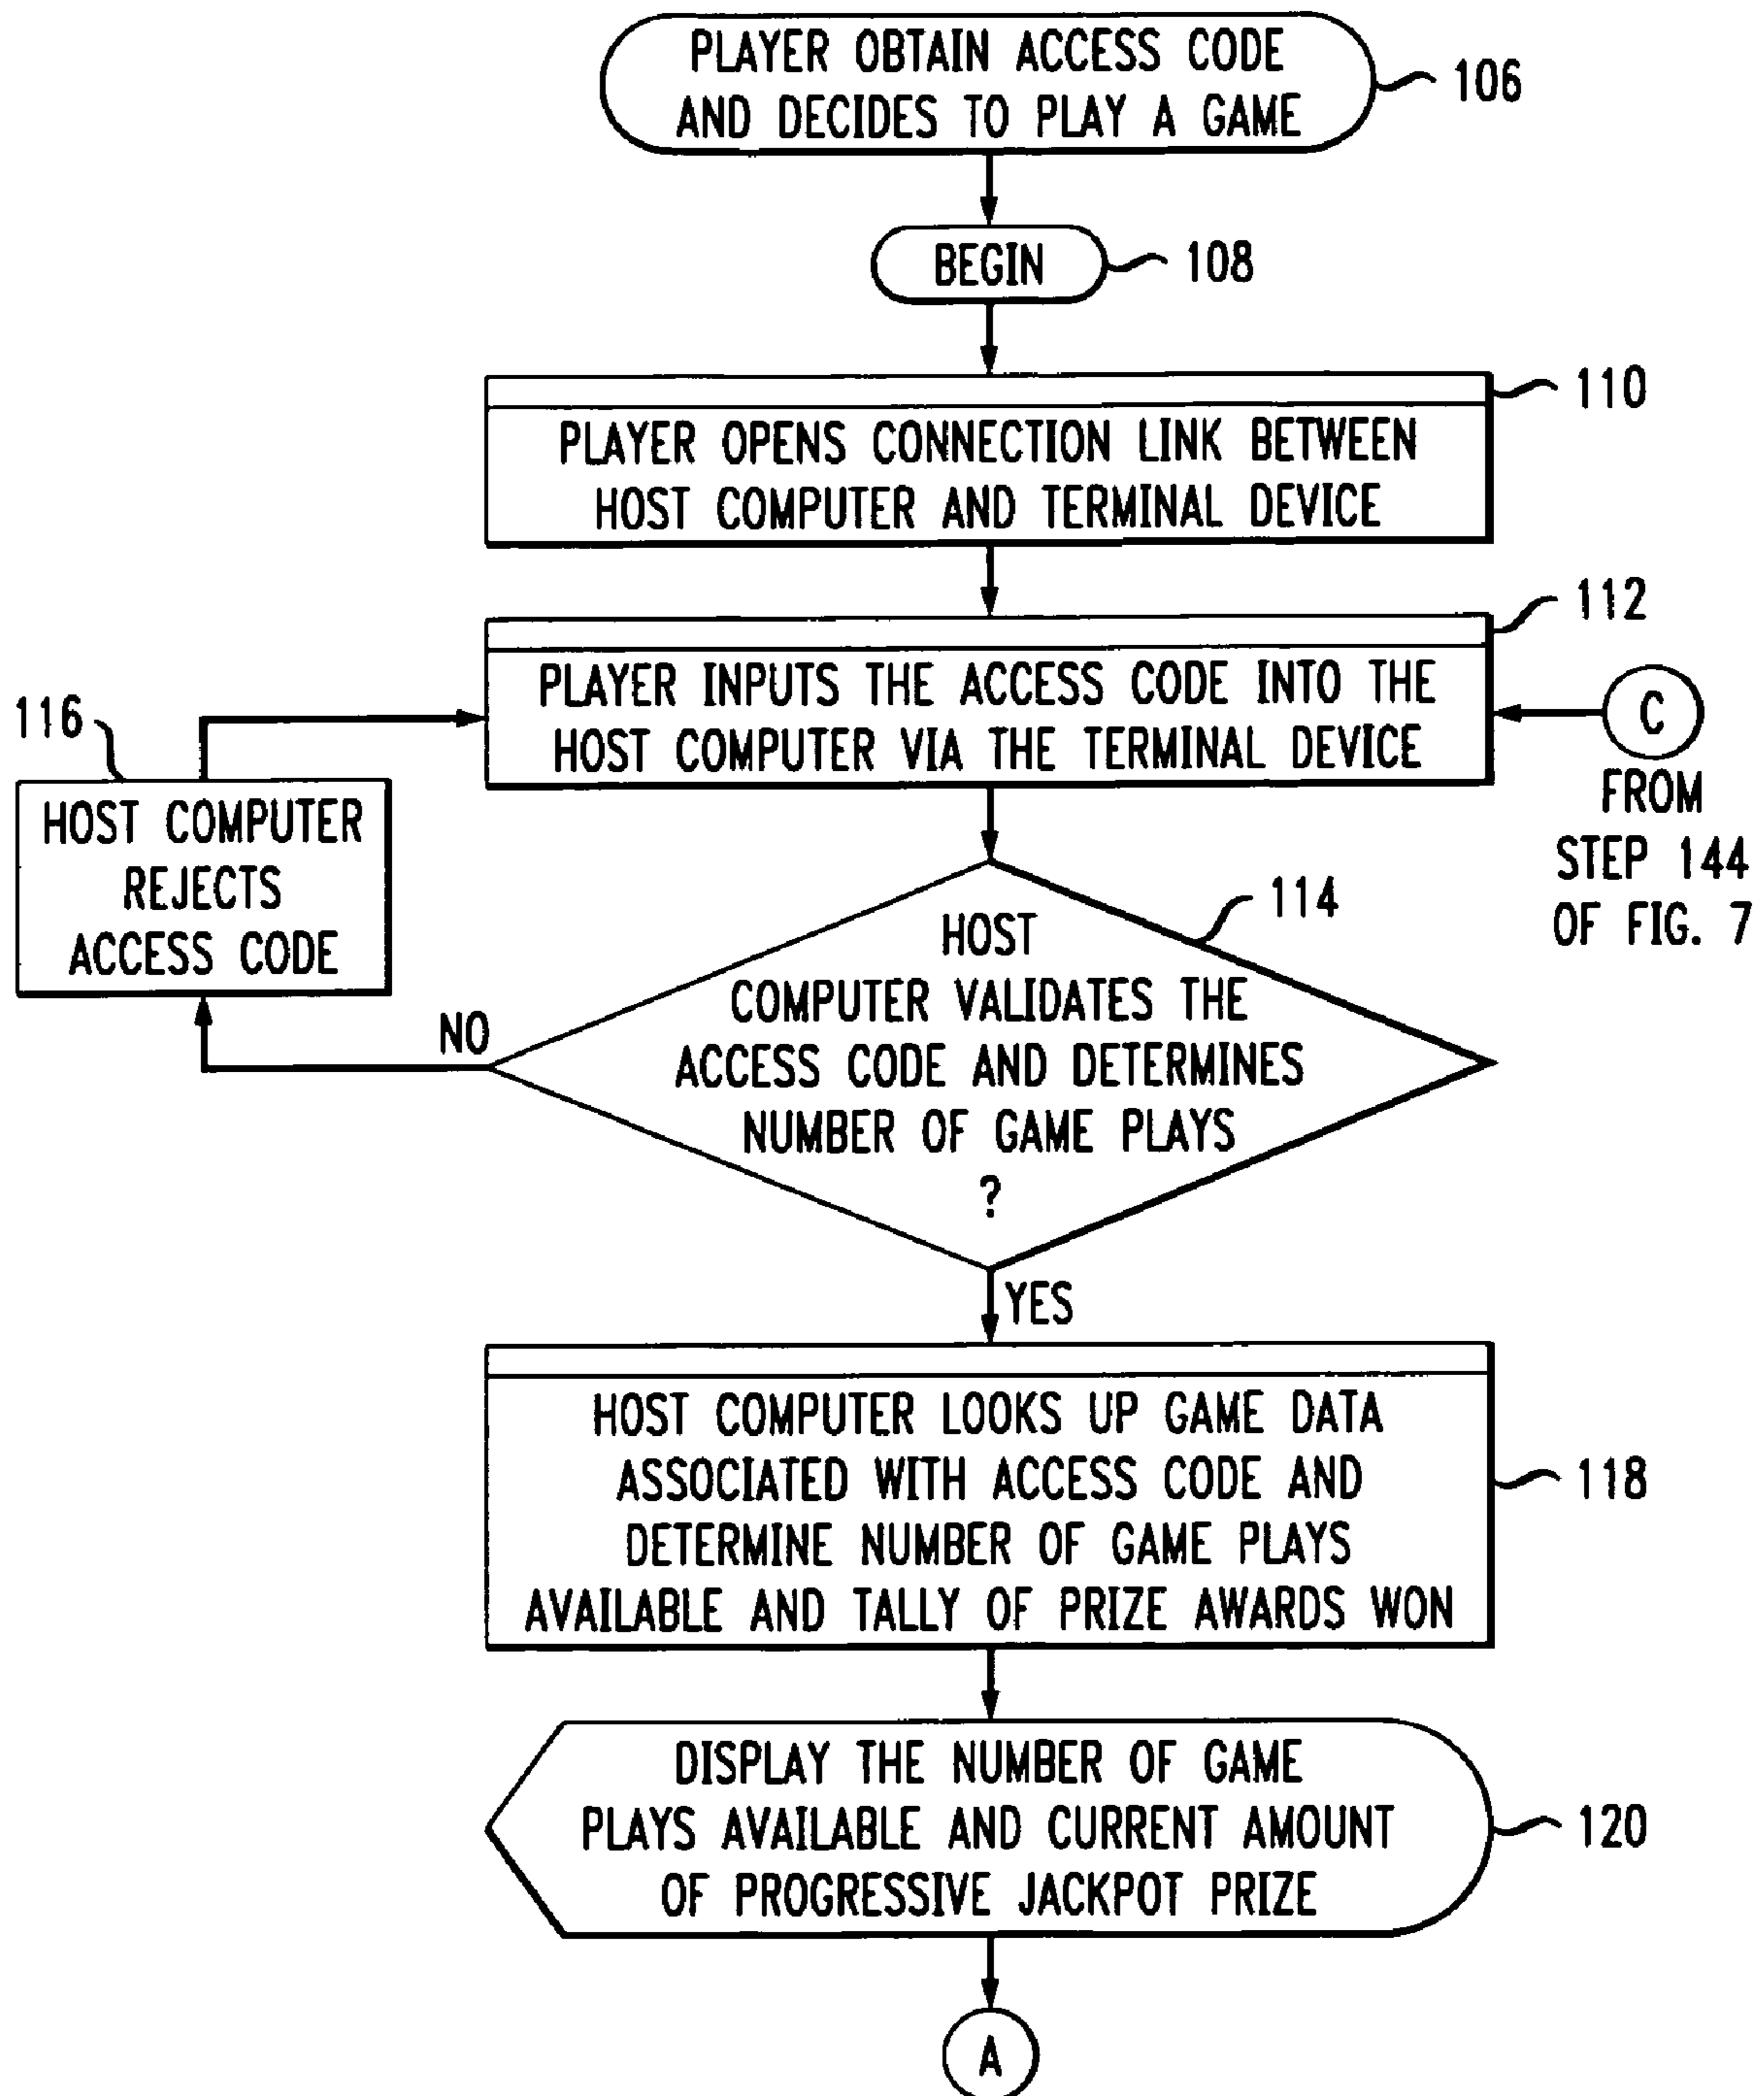 PLAYER OBTAIN ACCESS CODE
AND DECIDES TO PLAY A GAME
106
BEGIN
108
110
PLAYER OPENS CONNECTION LINK BETWEEN
HOST COMPUTER AND TERMINAL DEVICE
112
PLAYER INPUTS THE ACCESS CODE INTO THE
HOST COMPUTER VIA THE TERMINAL DEVICE
C
FROM
STEP 144
OF FIG. 7
116
HOST COMPUTER
REJECTS
ACCESS CODE
114
HOST
COMPUTER VALIDATES THE
ACCESS CODE AND DETERMINES
NUMBER OF GAME PLAYS
?
NO
YES
HOST COMPUTER LOOKS UP GAME DATA
ASSOCIATED WITH ACCESS CODE AND
DETERMINE NUMBER OF GAME PLAYS
AVAILABLE AND TALLY OF PRIZE AWARDS WON
118
DISPLAY THE NUMBER OF GAME
PLAYS AVAILABLE AND CURRENT AMOUNT
OF PROGRESSIVE JACKPOT PRIZE
120
A